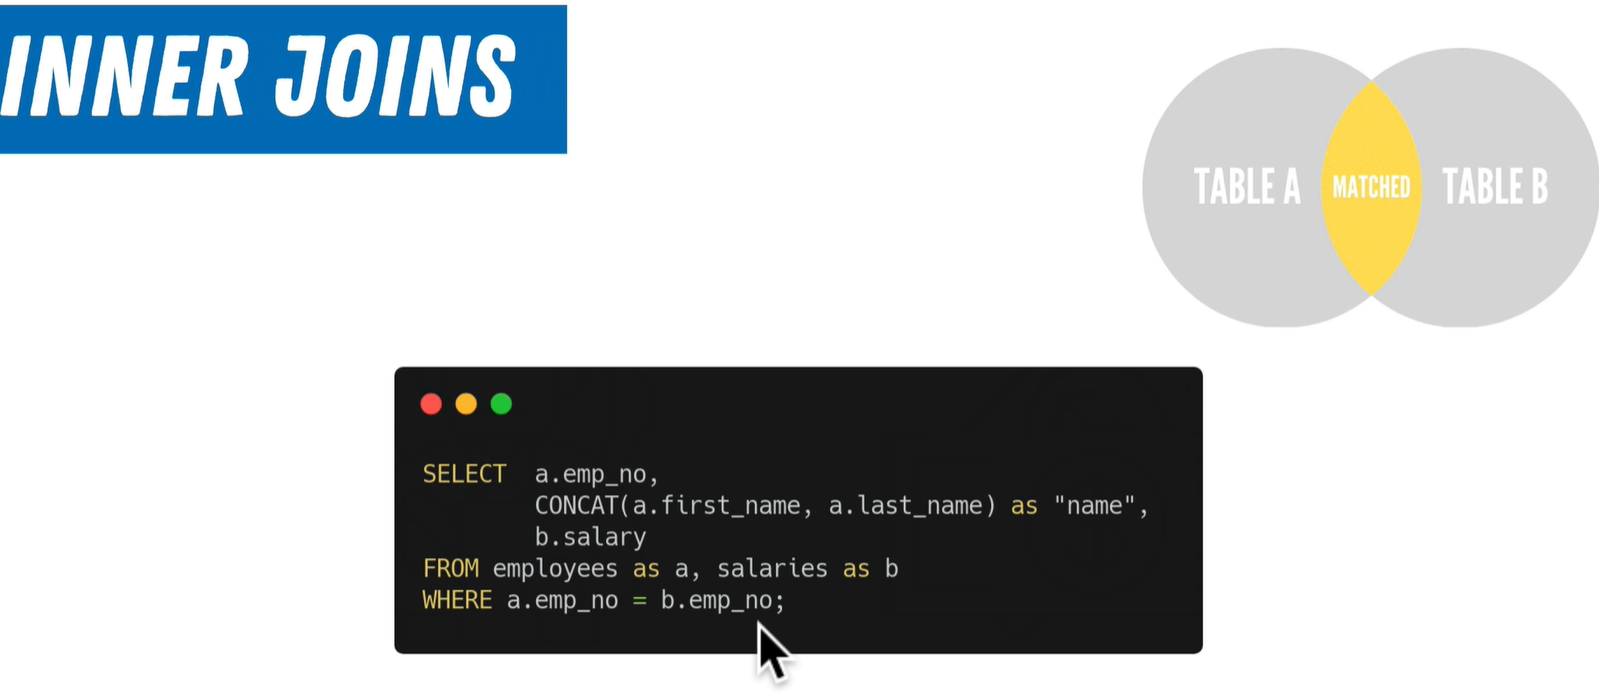 INNER JOINS
TABLE A
MATCHED
TABLE B
SELECT  a.emp_no,
        CONCAT(a.first_name, a.last_name) as "name",
        b.salary
FROM employees as a, salaries as b
WHERE a.emp_no = b.emp_no;